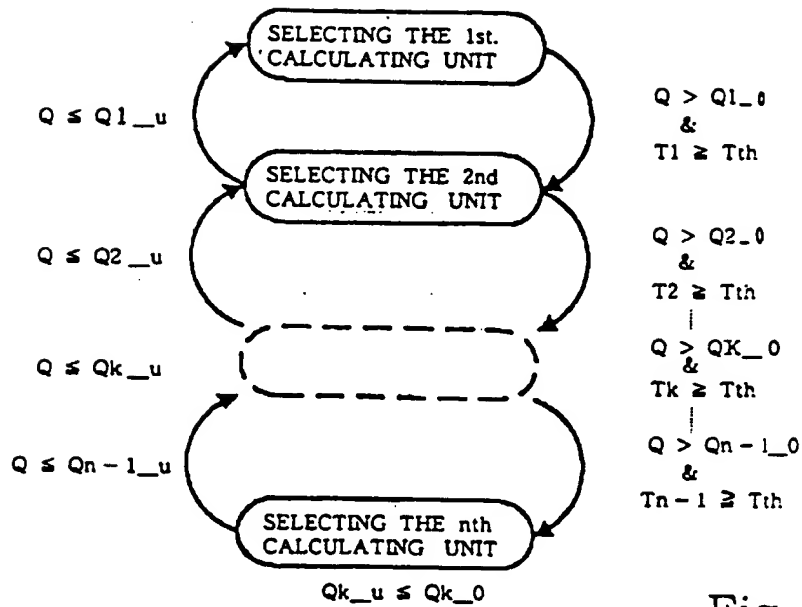 SELECTING THE 1st.
CALCULATING UNIT
Q ≤ Q1_u
Q > Q1_0
&
T1 ≧ Tth
SELECTING THE 2nd
CALCULATING UNIT
Q ≤ Q2_u
Q > Q2_0
&
T2 ≧ Tth
Q ≤ Qk_u
Q > QK_0
&
Tk ≧ Tth
Q ≤ Qn-1_u
Q > Qn-1_0
&
Tn-1 ≧ Tth
SELECTING THE nth
CALCULATING UNIT
Qk_u ≤ Qk_0